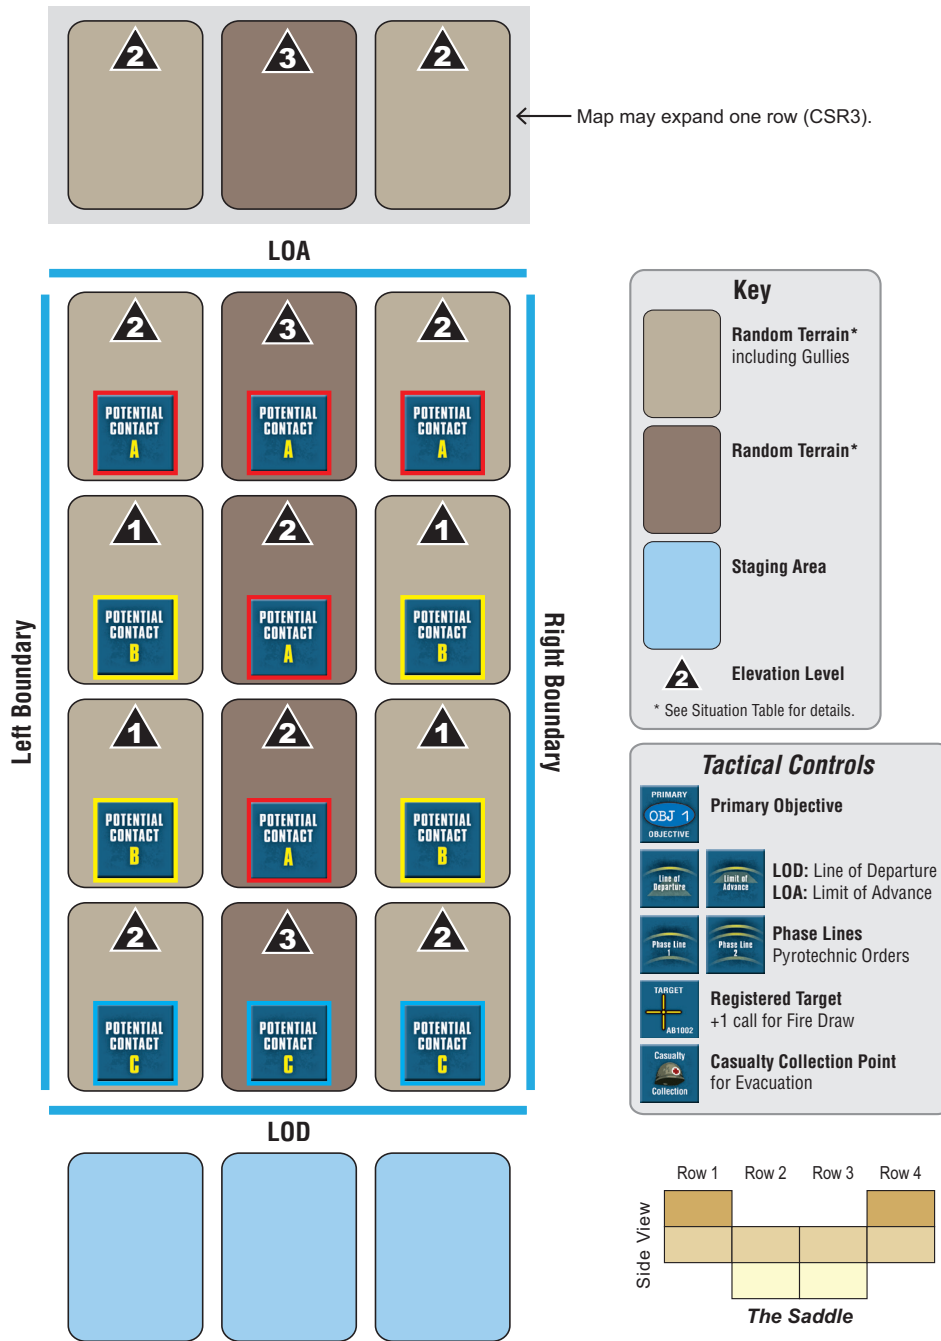 2
3
2
Map may expand one row (CSR3).
LOA
Left Boundary
Right Boundary
2
3
2
POTENTIAL
CONTACT
A
POTENTIAL
CONTACT
A
POTENTIAL
CONTACT
A
1
2
1
POTENTIAL
CONTACT
B
POTENTIAL
CONTACT
A
POTENTIAL
CONTACT
B
1
2
1
POTENTIAL
CONTACT
B
POTENTIAL
CONTACT
A
POTENTIAL
CONTACT
B
2
3
2
POTENTIAL
CONTACT
C
POTENTIAL
CONTACT
C
POTENTIAL
CONTACT
C
LOD
Key
Random Terrain*
including Gullies
Random Terrain*
Staging Area
2
Elevation Level
* See Situation Table for details.
Tactical Controls
PRIMARY
OBJ 1
OBJECTIVE
Primary Objective
Line of
Departure
Limit of
Advance
LOD: Line of Departure
LOA: Limit of Advance
Phase Line
1
Phase Line
2
Phase Lines
Pyrotechnic Orders
TARGET
AB1002
Registered Target
+1 call for Fire Draw
Casualty
Collection
Casualty Collection Point
for Evacuation
Row 1
Row 2
Row 3
Row 4
Side View
The Saddle